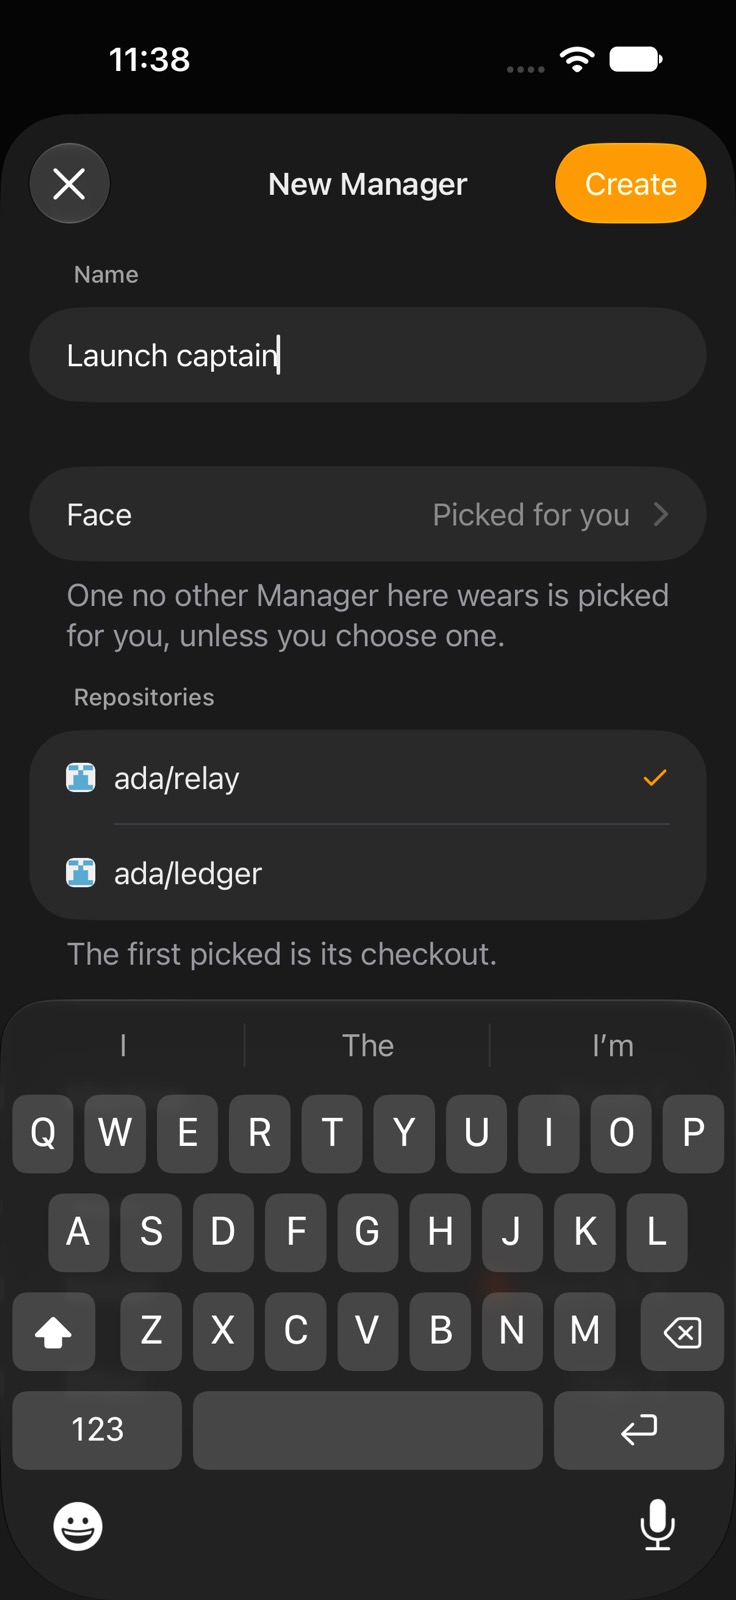 11:38
New Manager
Create
Name
Launch captain
Face
Picked for you
One no other Manager here wears is picked
for you, unless you choose one.
Repositories
ada/relay
ada/ledger
The first picked is its checkout.
I
The
I’m
Q W E R T Y U I O P
A S D F G H J K L
Z X C V B N M
123